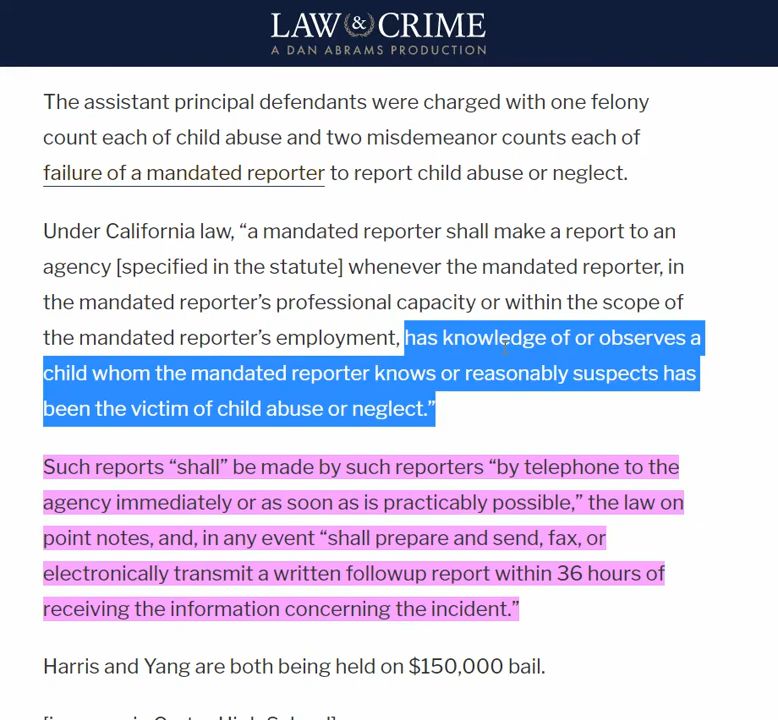 LAW & CRIME
A DAN ABRAMS PRODUCTION
The assistant principal defendants were charged with one felony
count each of child abuse and two misdemeanor counts each of
failure of a mandated reporter to report child abuse or neglect.
Under California law, “a mandated reporter shall make a report to an
agency [specified in the statute] whenever the mandated reporter, in
the mandated reporter’s professional capacity or within the scope of
the mandated reporter’s employment, has knowledge of or observes a
child whom the mandated reporter knows or reasonably suspects has
been the victim of child abuse or neglect.”
Such reports “shall” be made by such reporters “by telephone to the
agency immediately or as soon as is practicably possible,” the law on
point notes, and, in any event “shall prepare and send, fax, or
electronically transmit a written followup report within 36 hours of
receiving the information concerning the incident.”
Harris and Yang are both being held on $150,000 bail.